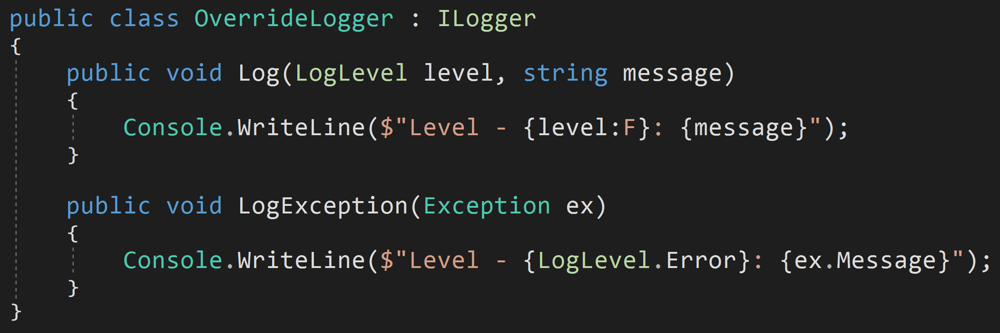 public class OverrideLogger : ILogger
{
    public void Log(LogLevel level, string message)
    {
        Console.WriteLine($"Level - {level:F}: {message}");
    }

    public void LogException(Exception ex)
    {
        Console.WriteLine($"Level - {LogLevel.Error}: {ex.Message}");
    }
}